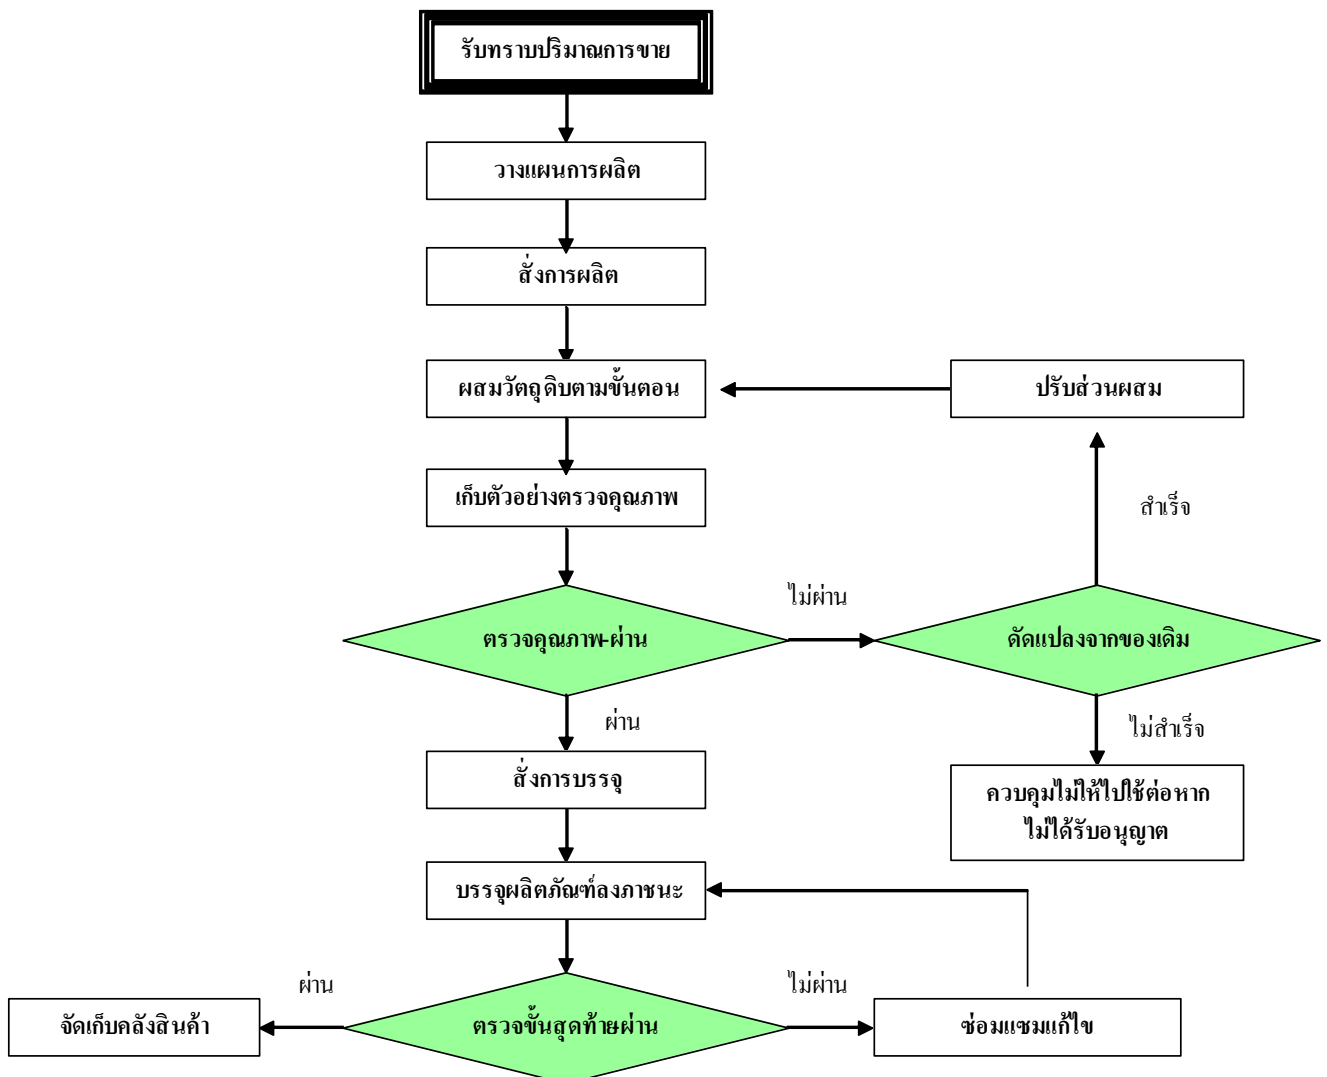 รับทราบปริมาณการขาย
วางแผนการผลิต
สั่งการผลิต
ผสมวัตถุดิบตามขั้นตอน
ปรับส่วนผสม
เก็บตัวอย่างตรวจคุณภาพ
สำเร็จ
ไม่ผ่าน
ตรวจคุณภาพ-ผ่าน
ดัดแปลงจากของเดิม
ผ่าน
ไม่สำเร็จ
สั่งการบรรจุ
ควบคุมไม่ให้ไปใช้ต่อหาก
ไม่ได้รับอนุญาต
บรรจุผลิตภัณฑ์ลงภาชนะ
ผ่าน
ไม่ผ่าน
จัดเก็บคลังสินค้า
ตรวจขั้นสุดท้ายผ่าน
ซ่อมแซมแก้ไข